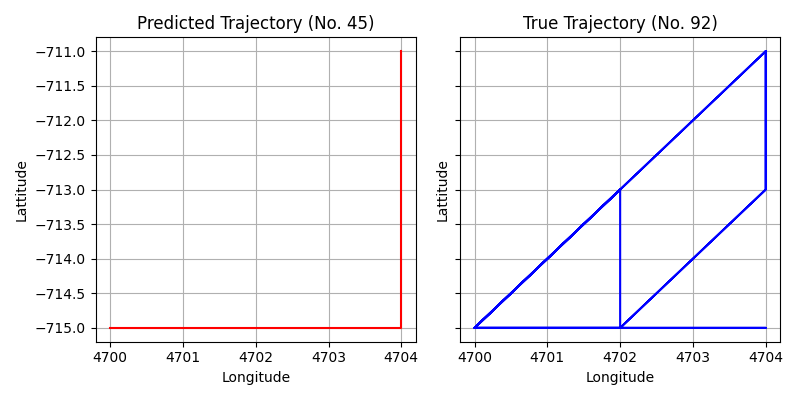 Predicted Trajectory (No. 45)
−711.0
−711.5
−712.0
−712.5
−713.0
−713.5
−714.0
−714.5
−715.0
Lattitude
4700 4701 4702 4703 4704
Longitude
True Trajectory (No. 92)
Lattitude
4700 4701 4702 4703 4704
Longitude